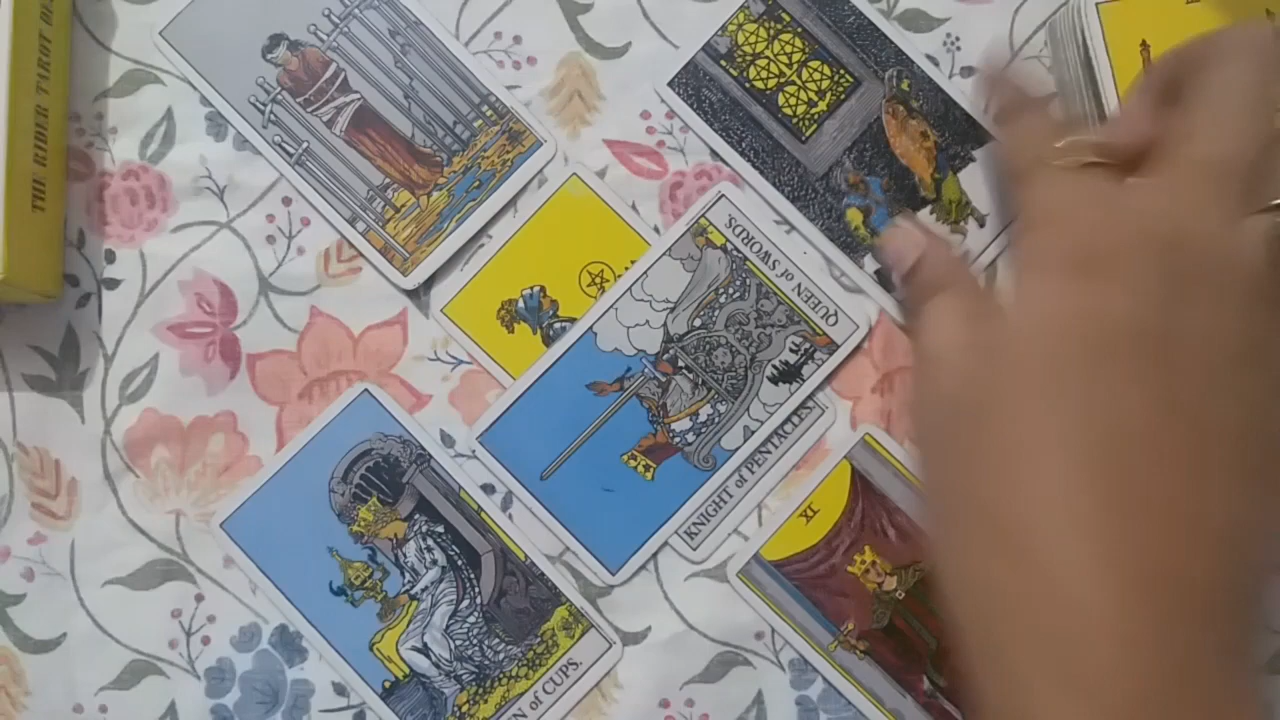 THE RIDER TAROT DE
QUEEN of SWORDS.
KNIGHT of PENTACLES.
XI
EN of CUPS.